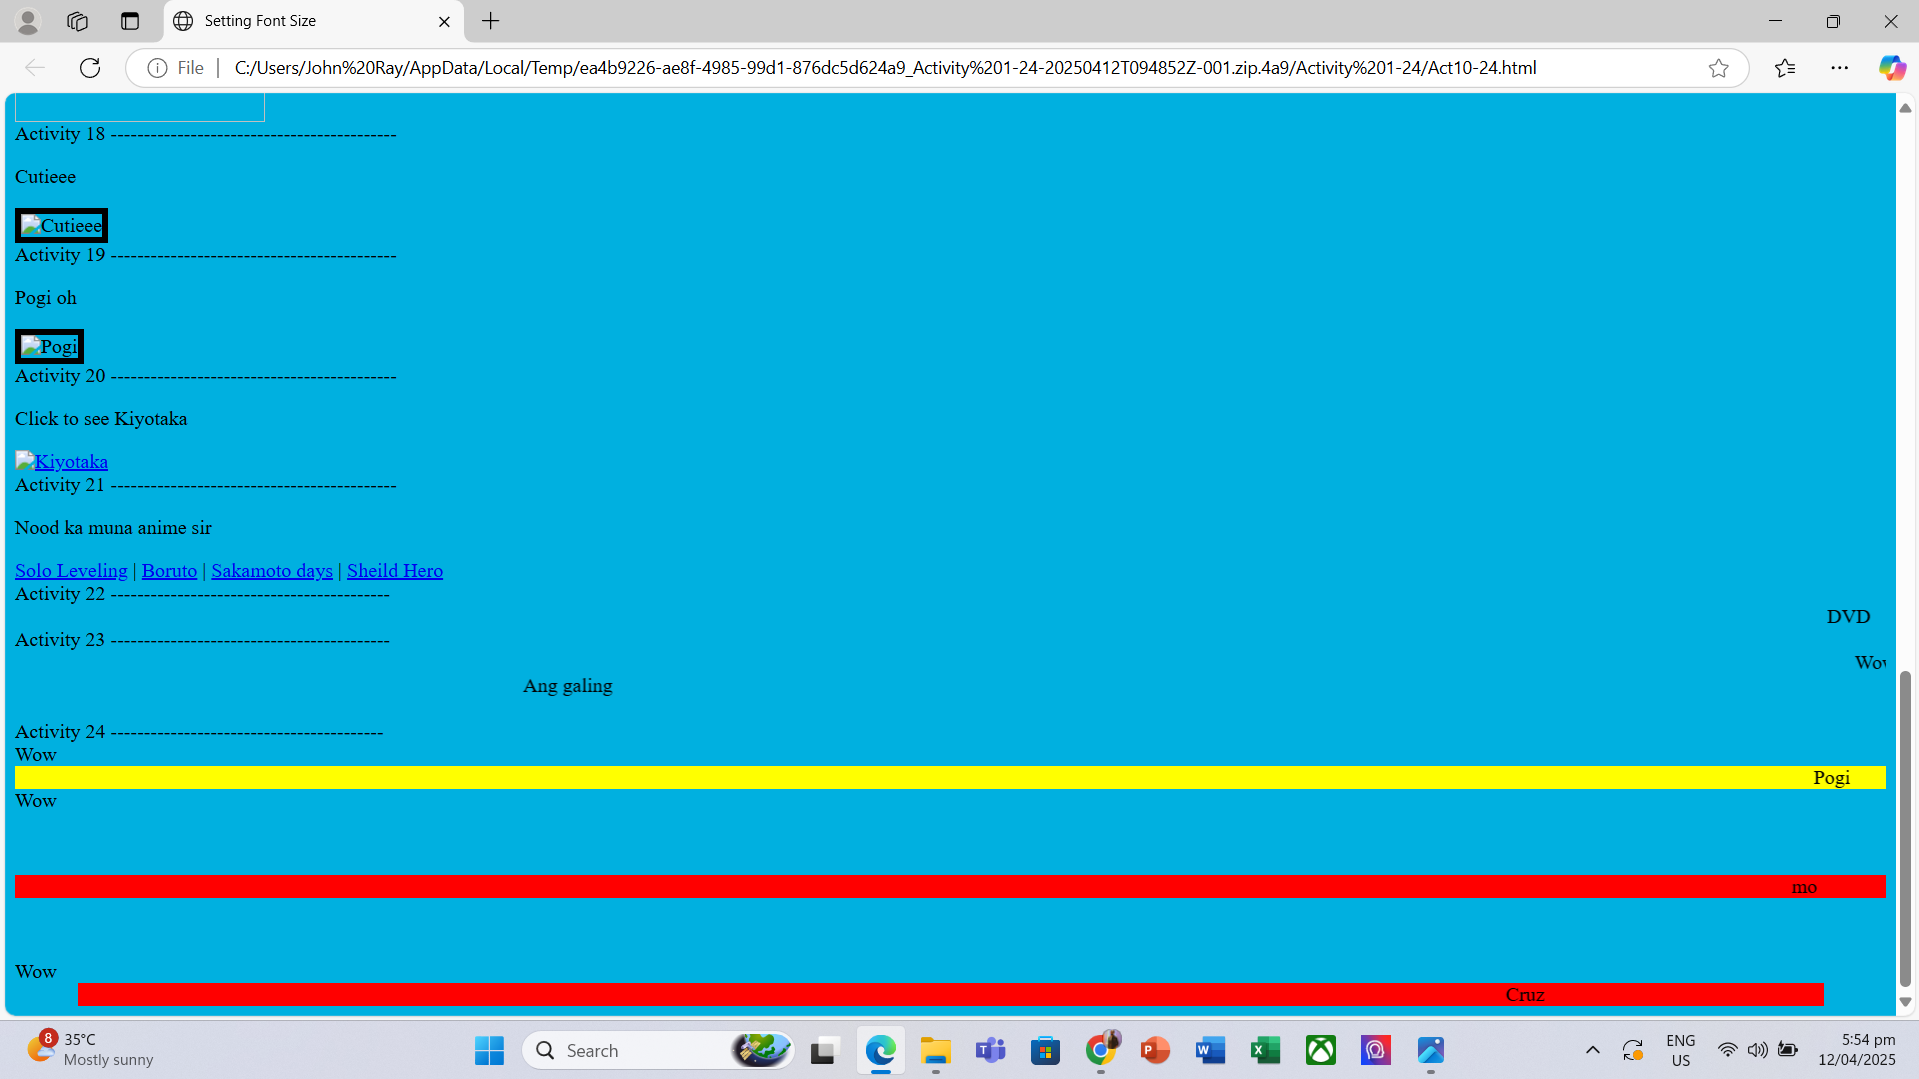 Setting Font Size
File
C:/Users/John%20Ray/AppData/Local/Temp/ea4b9226-ae8f-4985-99d1-876dc5d624a9_Activity%201-24-20250412T094852Z-001.zip.4a9/Activity%201-24/Act10-24.html
Activity 18 -------------------------------------------
Cutieee
Cutieee
Activity 19 -------------------------------------------
Pogi oh
Pogi
Activity 20 -------------------------------------------
Click to see Kiyotaka
Kiyotaka
Activity 21 -------------------------------------------
Nood ka muna anime sir
Solo Leveling | Boruto | Sakamoto days | Sheild Hero
Activity 22 ------------------------------------------
DVD
Activity 23 ------------------------------------------
Wow
Ang galing
Activity 24 -----------------------------------------
Wow
Pogi
Wow
mo
Wow
Cruz
8
35°C
Mostly sunny
Search
ENG
US
5:54 pm
12/04/2025